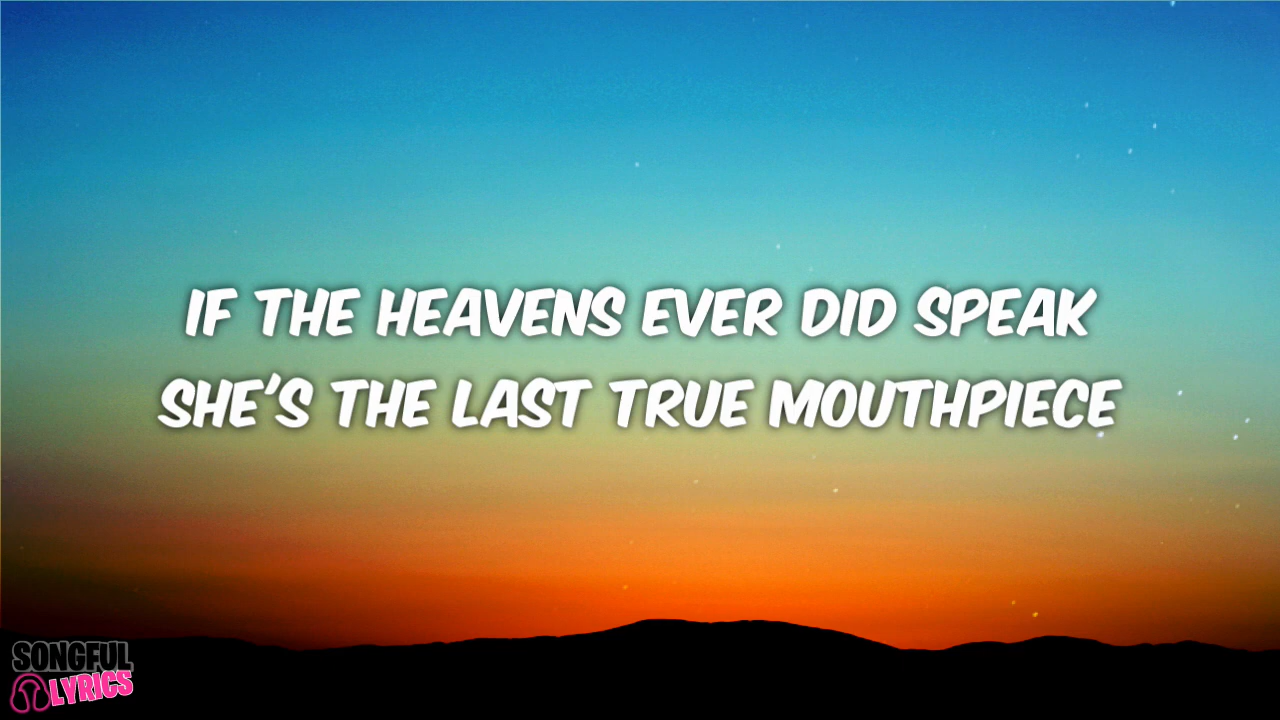 IF THE HEAVENS EVER DID SPEAK
SHE'S THE LAST TRUE MOUTHPIECE
SONGFUL
LYRICS